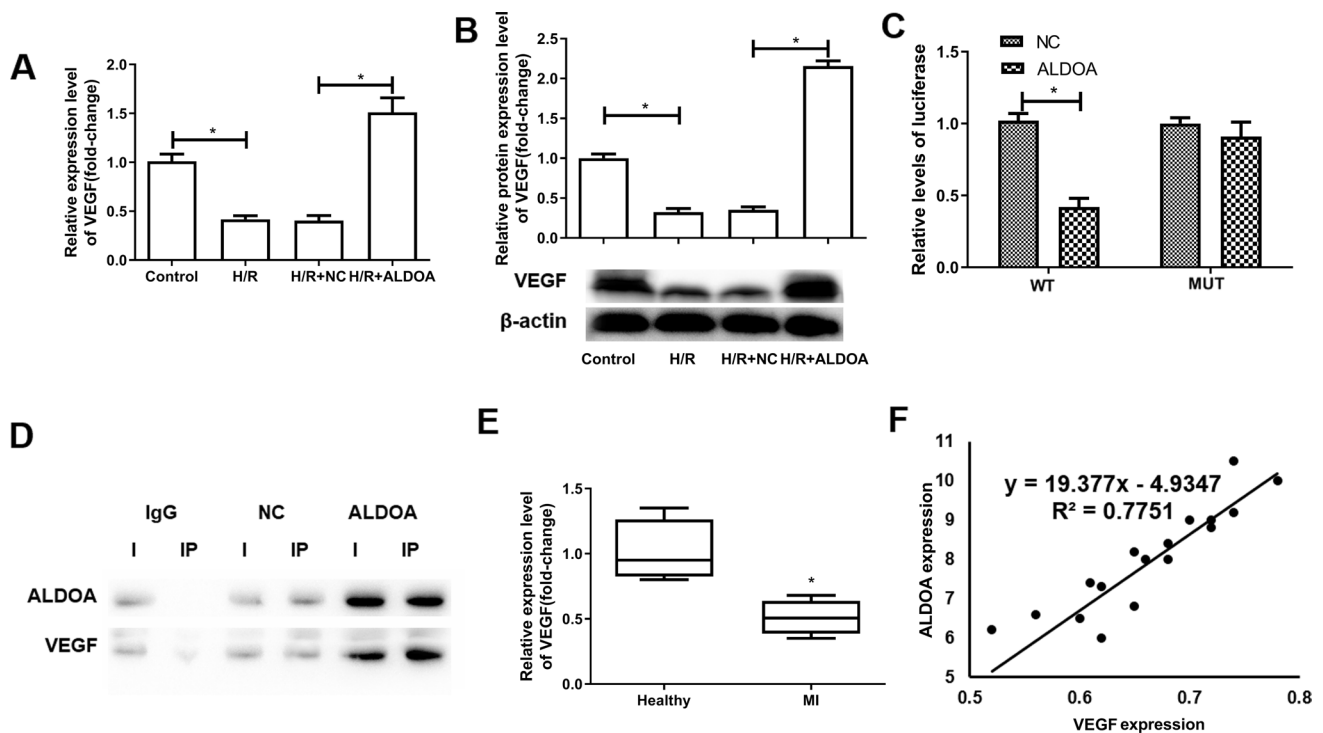 A
Relative expression level
of VEGF(fold-change)
2.0
1.5
1.0
0.5
0.0
*
*
Control H/R H/R+NC H/R+ALDOA
B
Relative protein expression level
of VEGF(fold-change)
2.5
2.0
1.5
1.0
0.5
0.0
*
*
VEGF
β-actin
Control H/R H/R+NC H/R+ALDOA
C
NC
ALDOA
Relative levels of luciferase
1.5
1.0
0.5
0.0
*
WT MUT
D
IgG NC ALDOA
I IP I IP I IP
ALDOA
VEGF
E
Relative expression level
of VEGF(fold-change)
1.5
1.0
0.5
0.0
*
Healthy MI
F
ALDOA expression
11
10
9
8
7
6
5
y = 19.377x - 4.9347
R² = 0.7751
0.5 0.6 0.7 0.8
VEGF expression